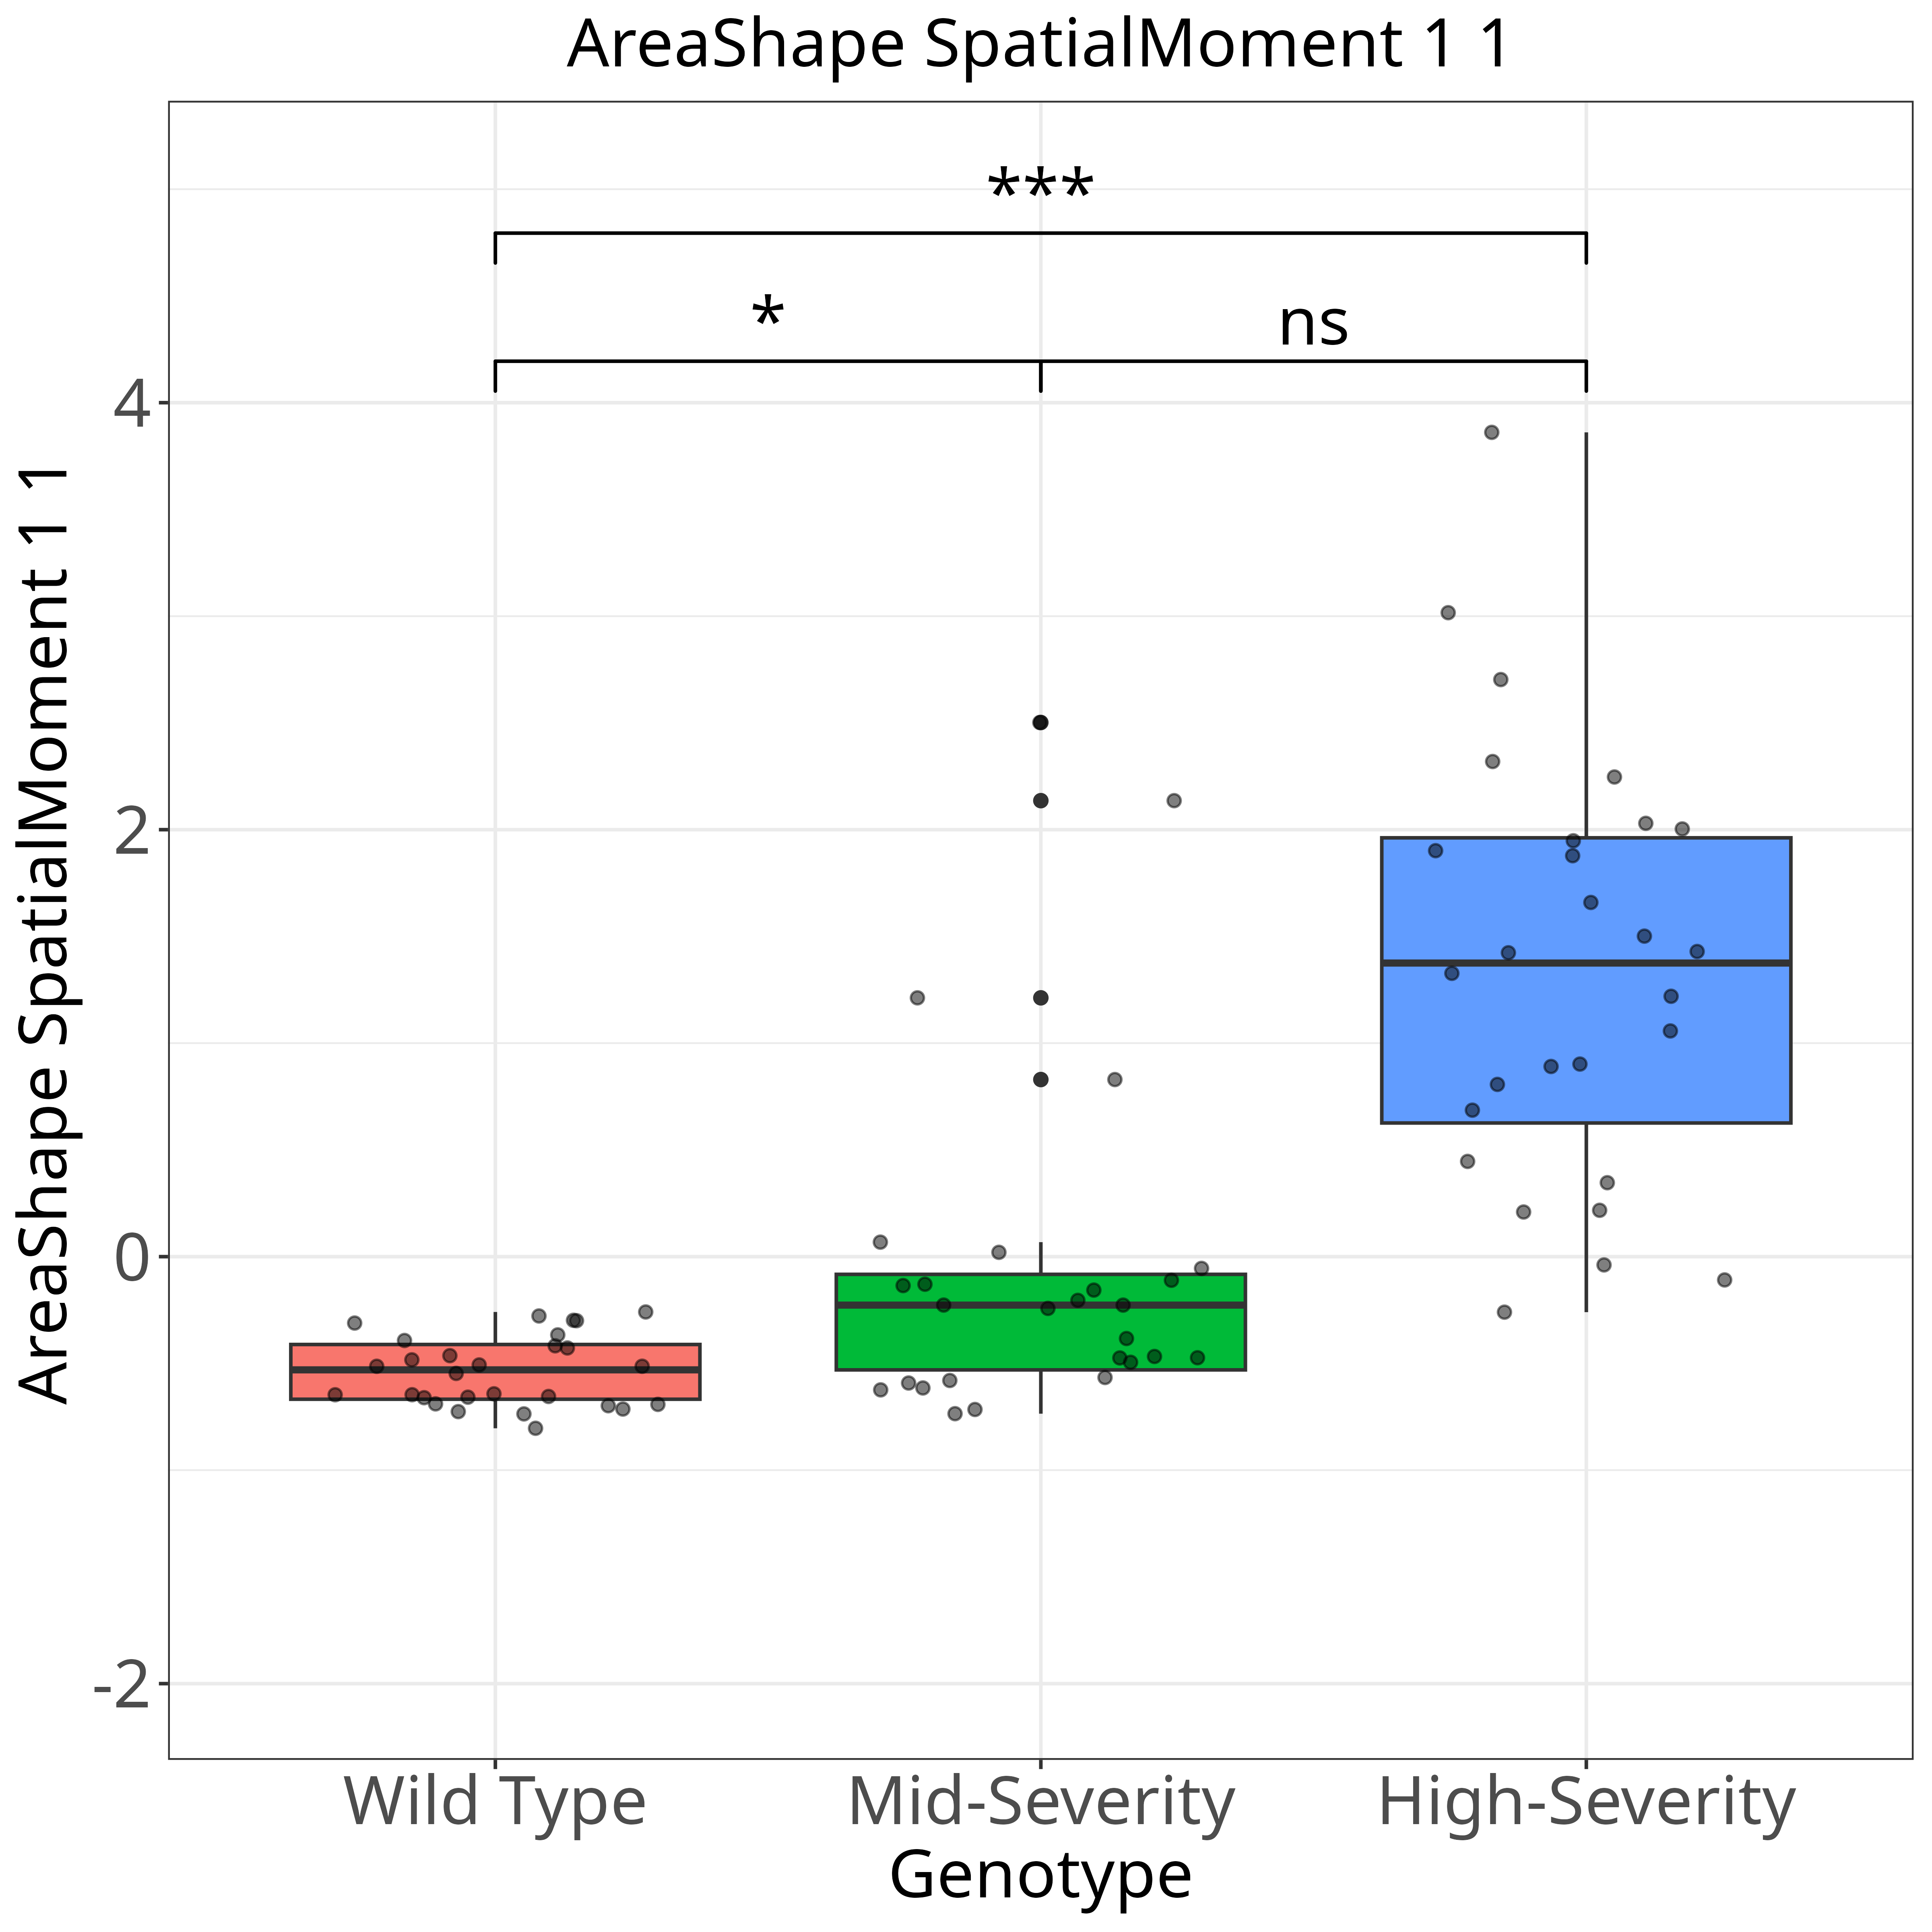 AreaShape SpatialMoment 1 1
***
*
ns
AreaShape SpatialMoment 1 1
4
2
0
-2
Wild Type
Mid-Severity
High-Severity
Genotype